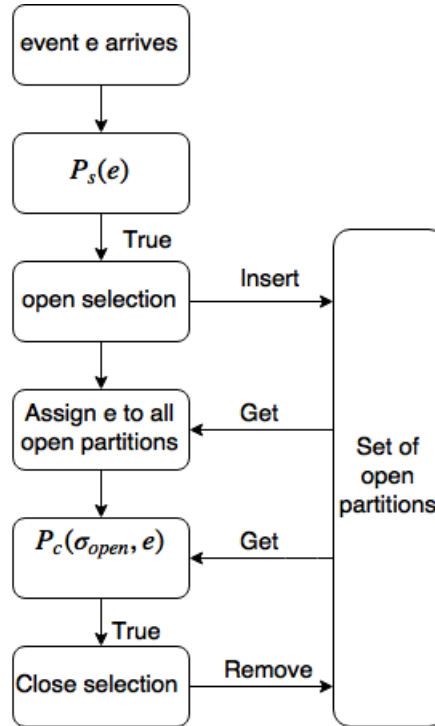 event e arrives
P_s(e)
True
open selection
Insert
Assign e to all
open partitions
Get
Set of
open
partitions
P_c(σ_open, e)
Get
True
Close selection
Remove